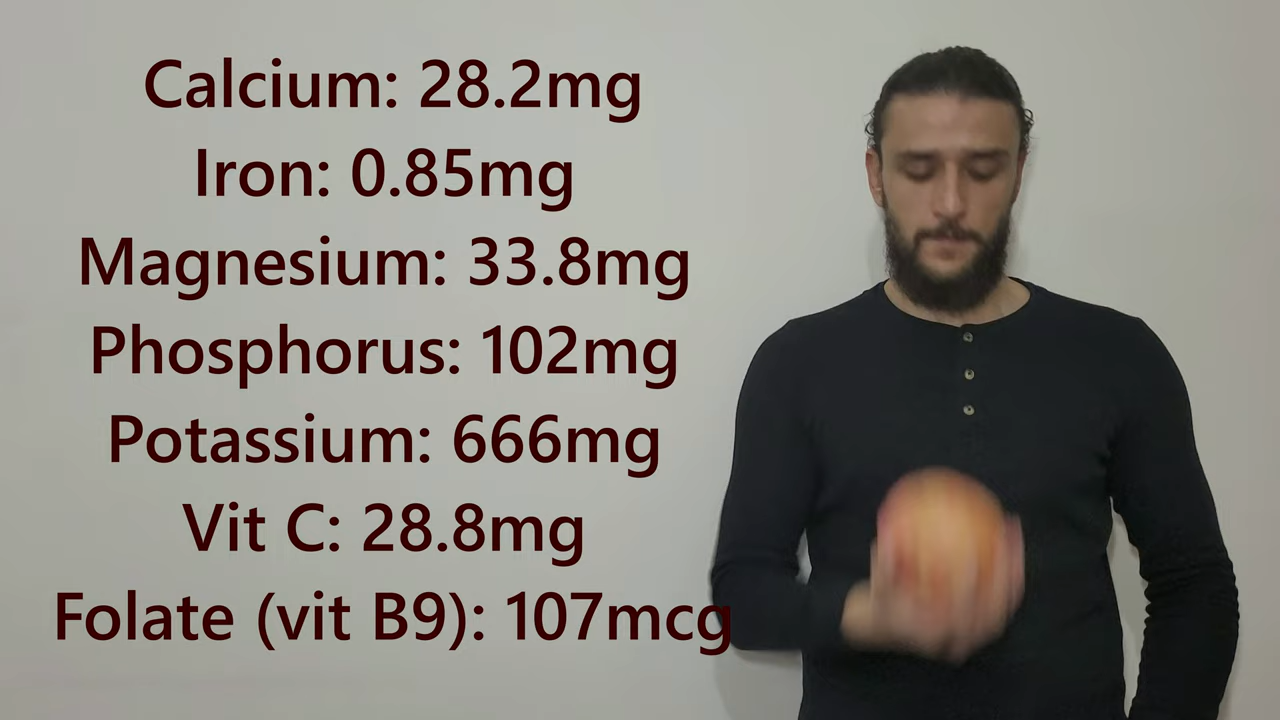 Calcium: 28.2mg
Iron: 0.85mg
Magnesium: 33.8mg
Phosphorus: 102mg
Potassium: 666mg
Vit C: 28.8mg
Folate (vit B9): 107mcg